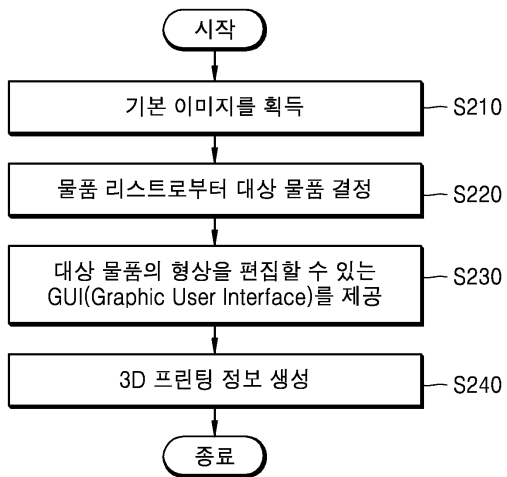 시작
기본 이미지를 획득
S210
물품 리스트로부터 대상 물품 결정
S220
대상 물품의 형상을 편집할 수 있는
GUI(Graphic User Interface)를 제공
S230
3D 프린팅 정보 생성
S240
종료